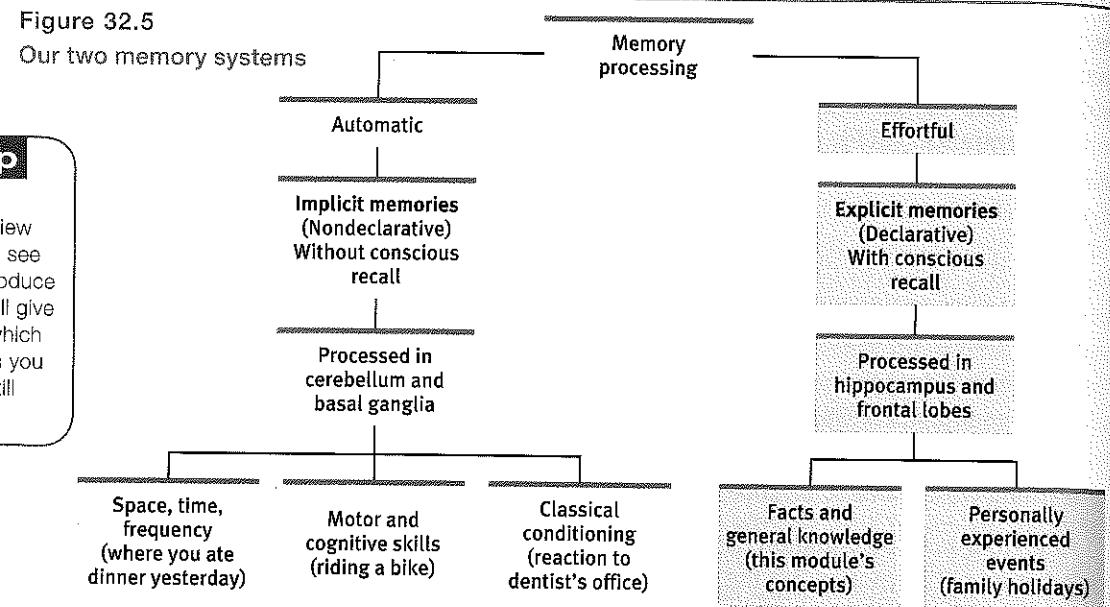 Figure 32.5
Our two memory systems
Memory
processing
Automatic
Effortful
Implicit memories
(Nondeclarative)
Without conscious
recall
Explicit memories
(Declarative)
With conscious
recall
Processed in
cerebellum and
basal ganglia
Processed in
hippocampus and
frontal lobes
Space, time,
frequency
(where you ate
dinner yesterday)
Motor and
cognitive skills
(riding a bike)
Classical
conditioning
(reaction to
dentist's office)
Facts and
general knowledge
(this module's
concepts)
Personally
experienced
events
(family holidays)
see
give
you